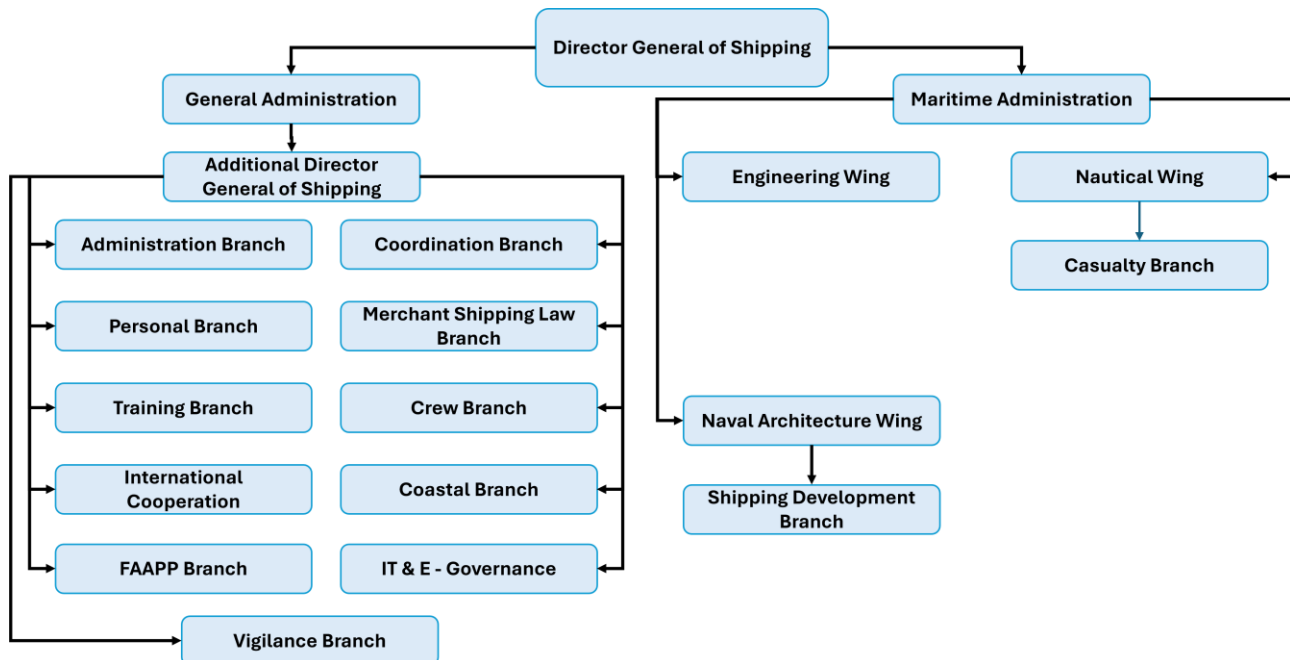 Director General of Shipping
General Administration
Maritime Administration
Additional Director
General of Shipping
Engineering Wing
Nautical Wing
Administration Branch
Coordination Branch
Casualty Branch
Personal Branch
Merchant Shipping Law
Branch
Training Branch
Crew Branch
Naval Architecture Wing
International
Cooperation
Coastal Branch
Shipping Development
Branch
FAAPP Branch
IT & E - Governance
Vigilance Branch